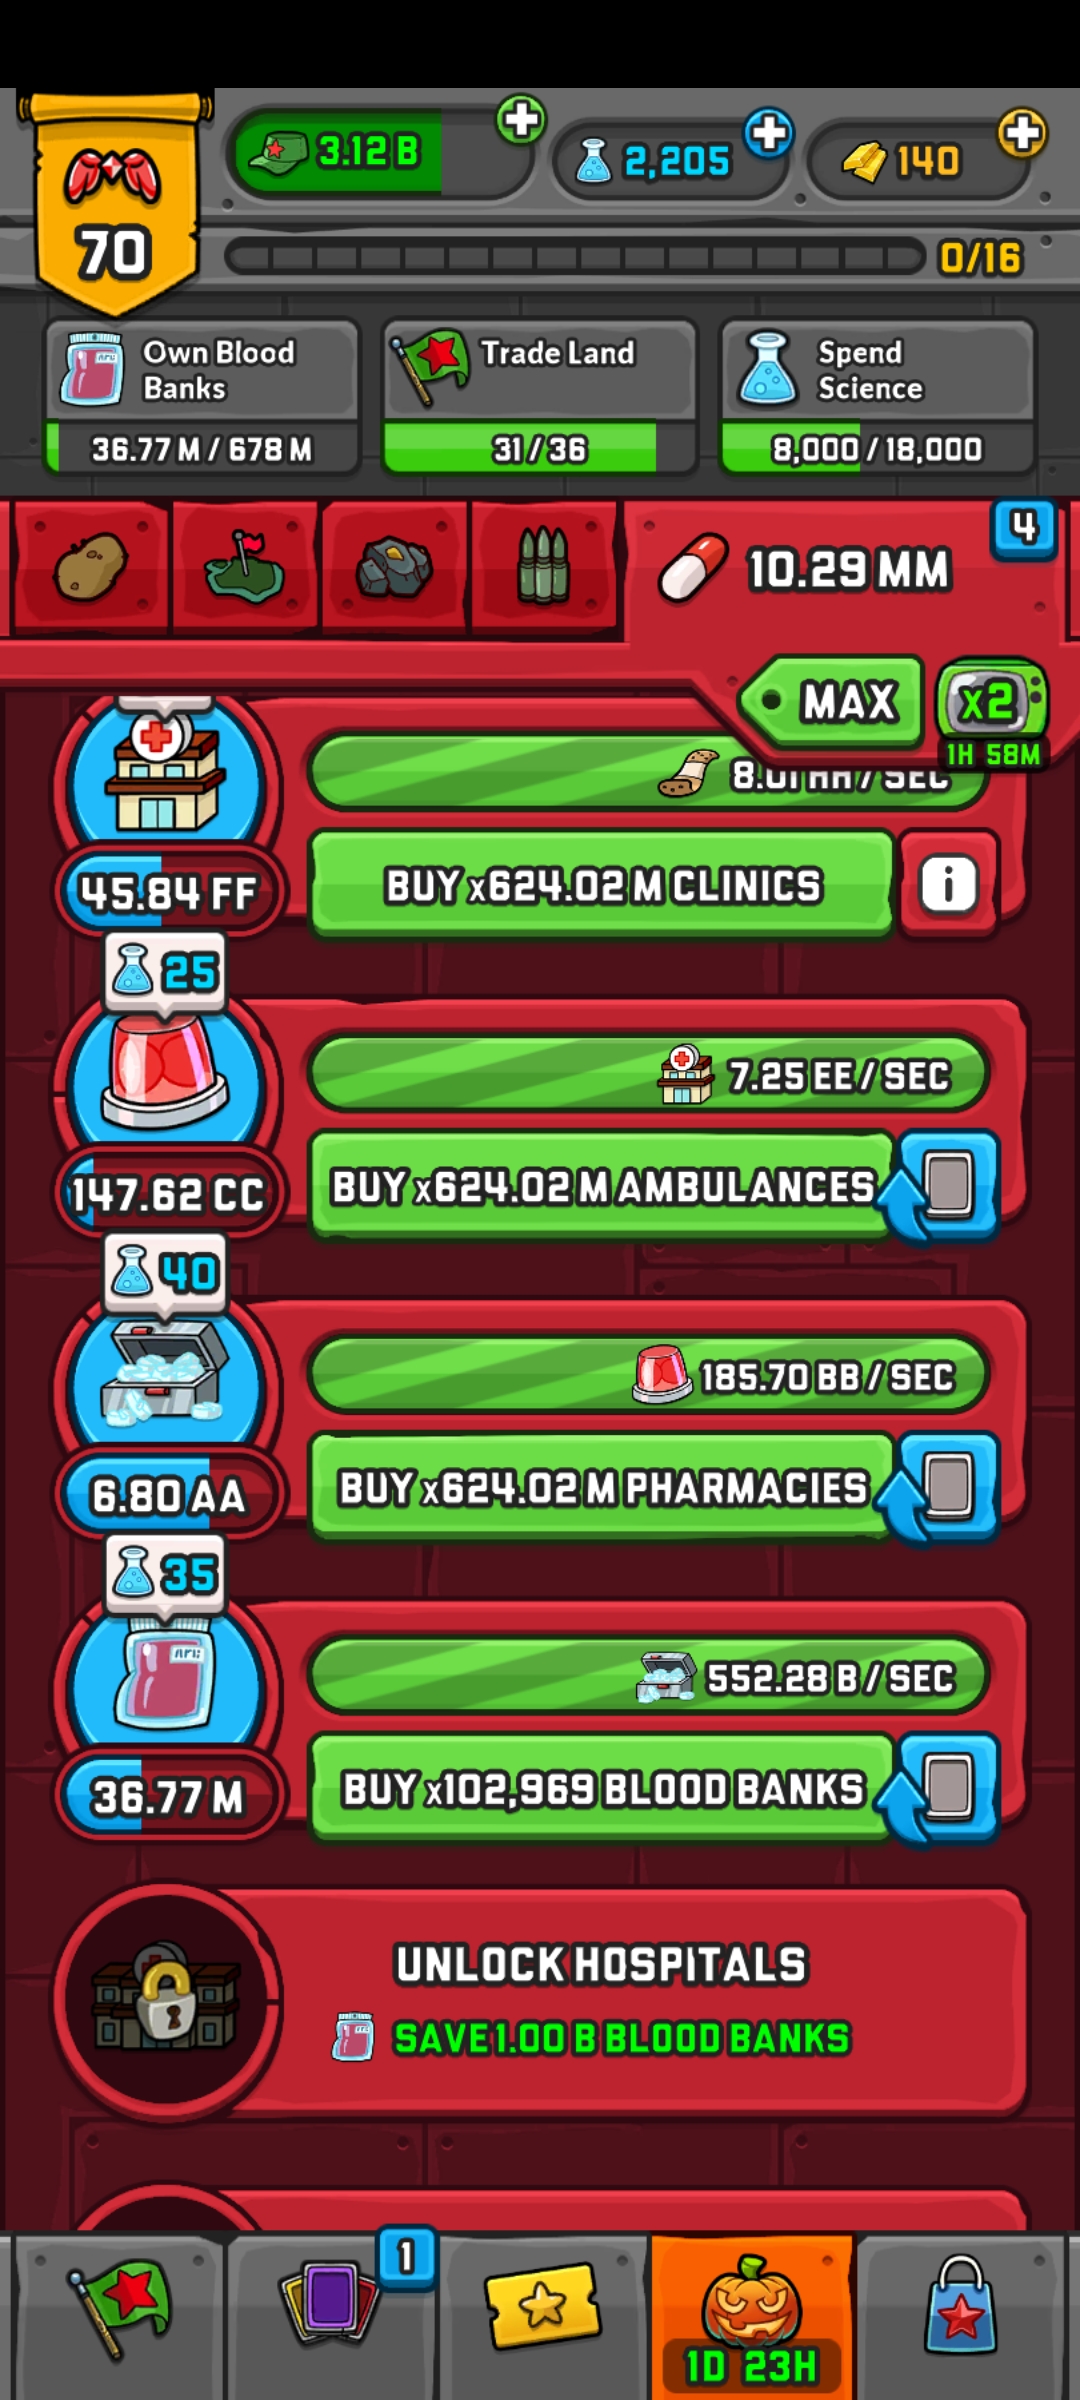 3.12 B
2,205
140
70
0/16
Own Blood
Banks
36.77 M / 678 M
Trade Land
31 / 36
Spend
Science
8,000 / 18,000
10.29 MM
4
MAX
x2
1H 58M
8.01 HH / SEC
45.84 FF
BUY x624.02 M CLINICS
i
25
7.25 EE / SEC
147.62 CC
BUY x624.02 M AMBULANCES
40
185.70 BB / SEC
6.80 AA
BUY x624.02 M PHARMACIES
35
552.28 B / SEC
36.77 M
BUY x102,969 BLOOD BANKS
UNLOCK HOSPITALS
SAVE 1.00 B BLOOD BANKS
1
1D 23H